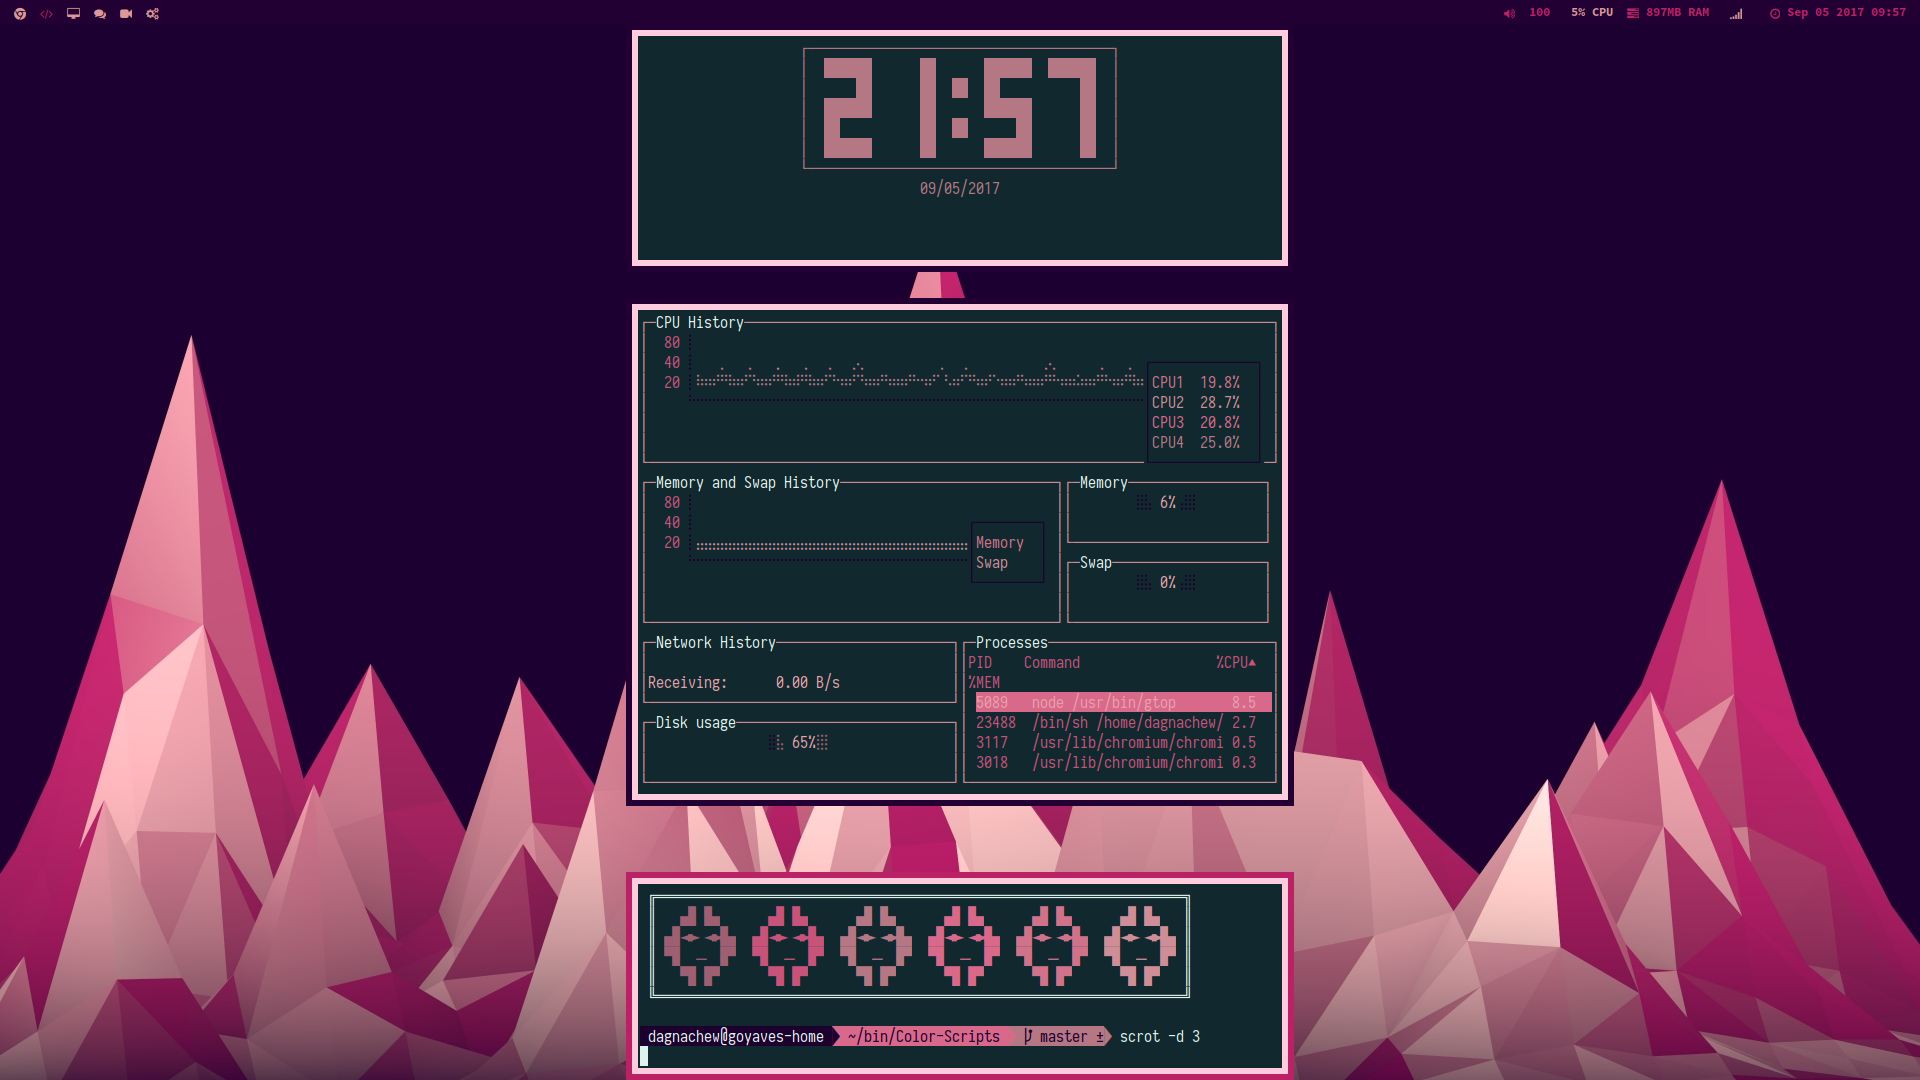 100 5% CPU 897MB RAM Sep 05 2017 09:57
21:57
09/05/2017
CPU History
80
40
20
CPU1 19.8%
CPU2 28.7%
CPU3 20.8%
CPU4 25.0%
Memory and Swap History
80
40
20
Memory
Swap
Memory
6%
Swap
0%
Network History
Receiving: 0.00 B/s
Disk usage
65%
Processes
PID Command %CPU▲
%MEM
5089 node /usr/bin/gtop 8.5
23488 /bin/sh /home/dagnachew/ 2.7
3117 /usr/lib/chromium/chromi 0.5
3018 /usr/lib/chromium/chromi 0.3
dagnachew@goyaves-home ~/bin/Color-Scripts master ± scrot -d 3